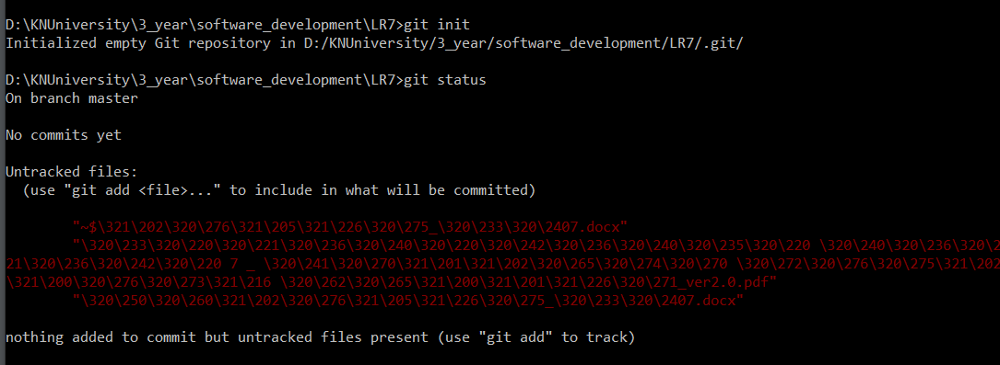 D:\KNUniversity\3_year\software_development\LR7>git init
Initialized empty Git repository in D:/KNUniversity/3_year/software_development/LR7/.git/
D:\KNUniversity\3_year\software_development\LR7>git status
On branch master
No commits yet
Untracked files:
(use "git add <file>..." to include in what will be committed)
"~$\321\202\320\276\321\205\321\226\320\275_\320\233\320\2407.docx"
"\320\233\320\220\320\221\320\236\320\240\320\220\320\242\320\236\320\240\320\235\320\220 \320\240\320\236\320\2
21\320\236\320\242\320\220 7 _ \320\241\320\270\321\201\321\202\320\265\320\274\320\270 \320\272\320\276\320\275\321\202
\321\200\320\276\320\273\321\216 \320\262\320\265\321\200\321\201\321\226\320\271_ver2.0.pdf"
"\320\250\320\260\321\202\320\276\321\205\321\226\320\275_\320\233\320\2407.docx"
nothing added to commit but untracked files present (use "git add" to track)